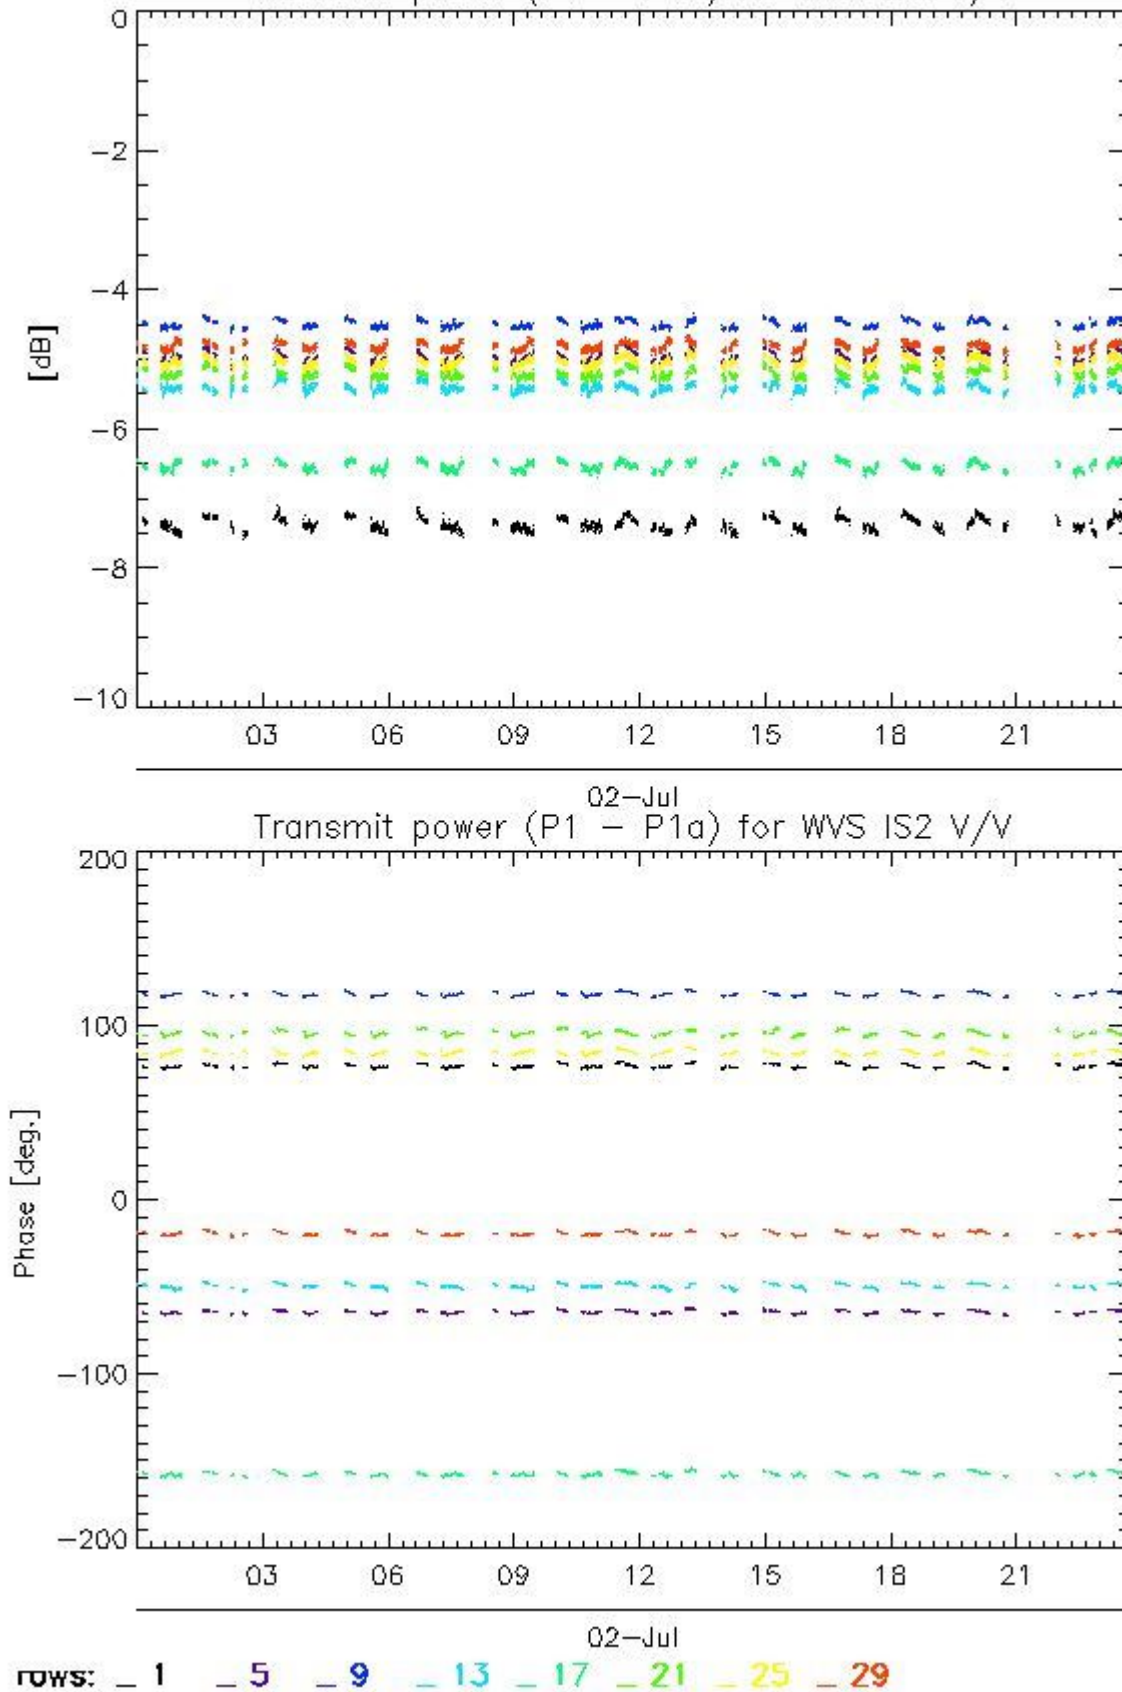 0
-2
-4
[dB]
-6
-8
-10
03 06 09 12 15 18 21
02-Jul
Transmit power (P1 - P1a) for WVS IS2 V/V
200
100
0
Phase [deg.]
-100
-200
03 06 09 12 15 18 21
02-Jul
rows: _ 1 _ 5 _ 9 _ 13 _ 17 _ 21 _ 25 _ 29